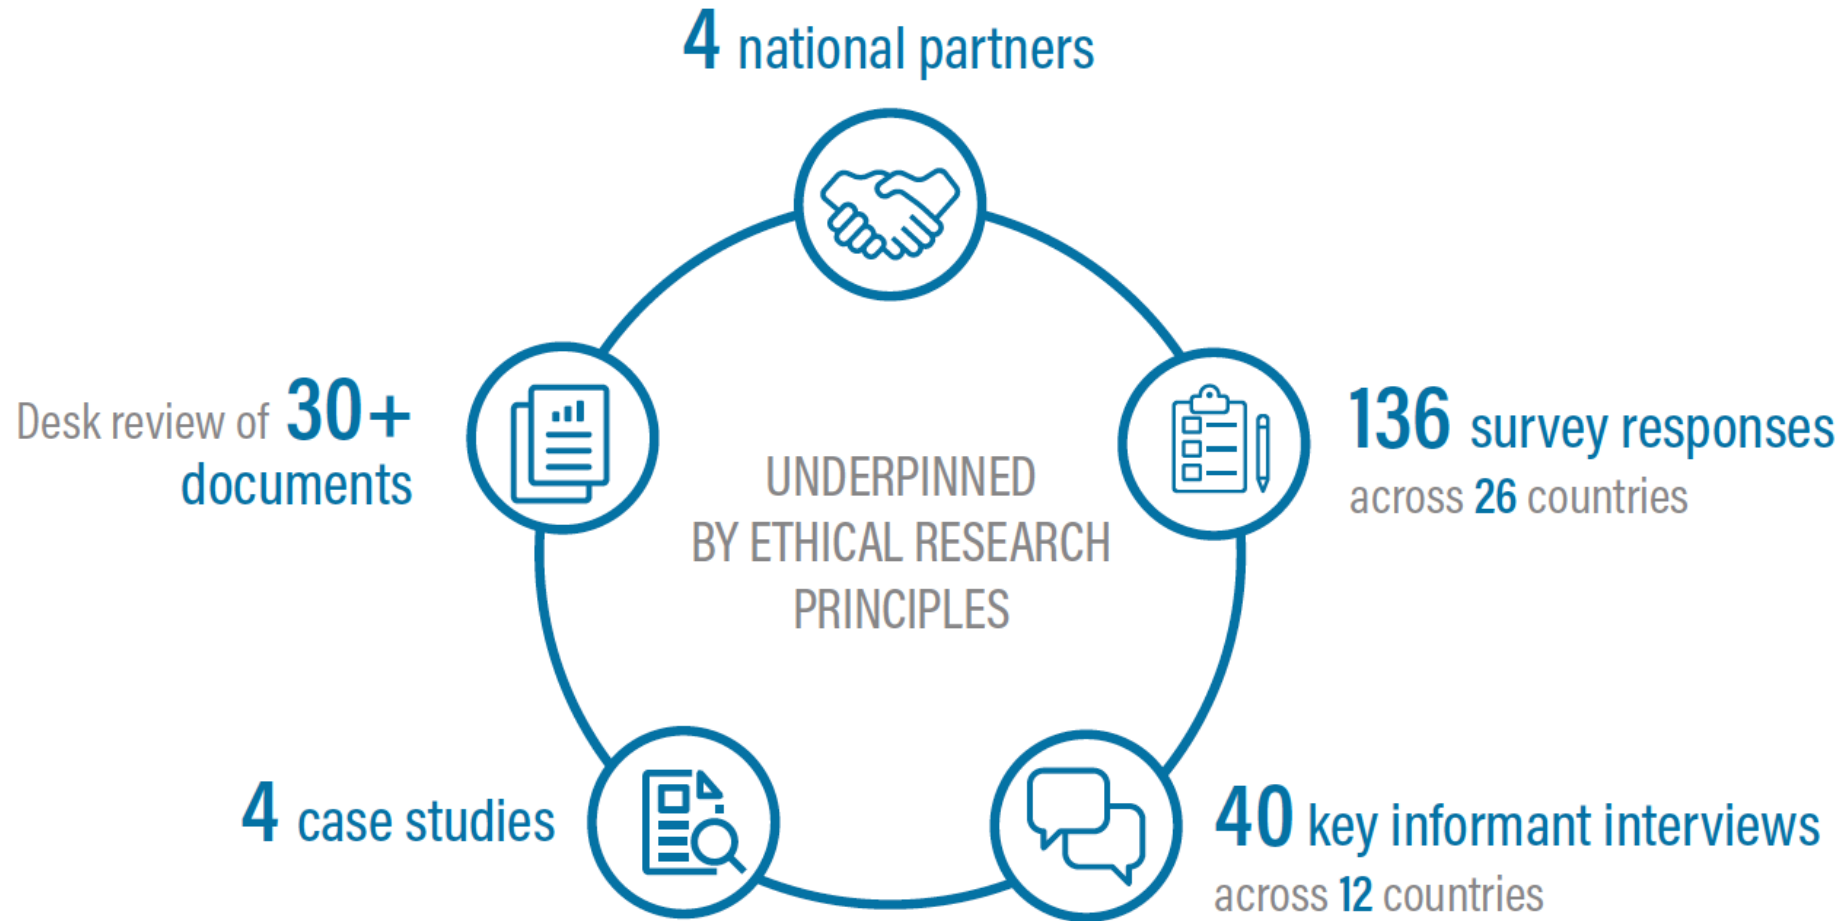 4 national partners
Desk review of 30+
documents
136 survey responses
across 26 countries
UNDERPINNED
BY ETHICAL RESEARCH
PRINCIPLES
4 case studies
40 key informant interviews
across 12 countries